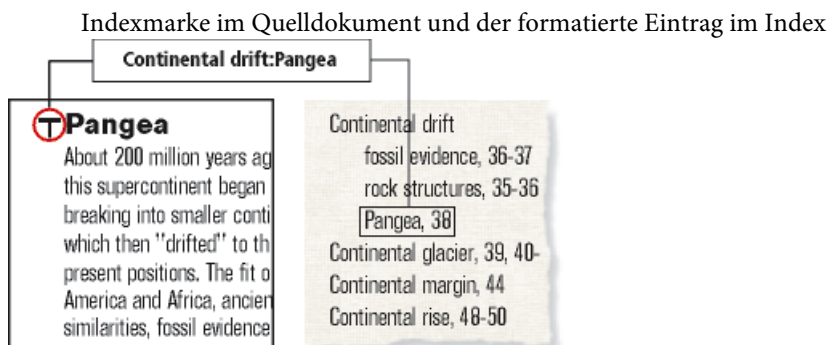 Indexmarke im Quelldokument und der formatierte Eintrag im Index
Continental drift:Pangea
Pangea
About 200 million years ag
this supercontinent began
breaking into smaller conti
which then "drifted" to th
present positions. The fit o
America and Africa, ancien
similarities, fossil evidence
Continental drift
fossil evidence, 36-37
rock structures, 35-36
Pangea, 38
Continental glacier, 39, 40-
Continental margin, 44
Continental rise, 48-50